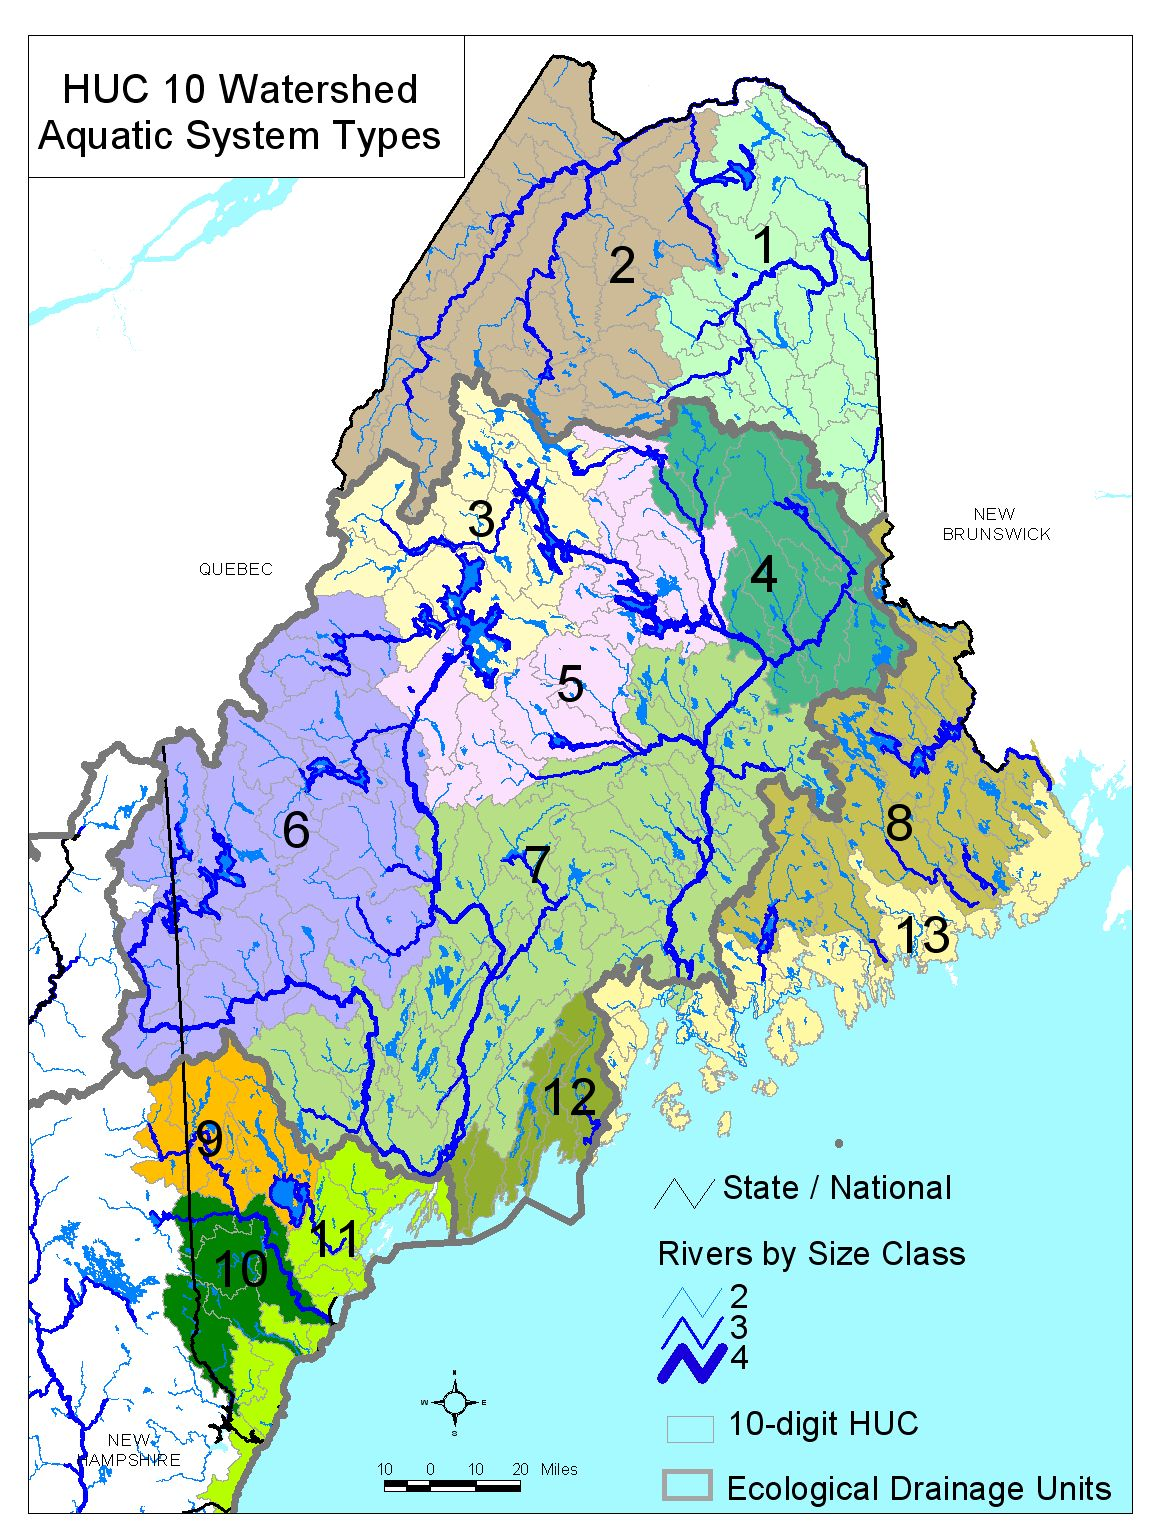 HUC 10 Watershed
Aquatic System Types
1
2
3
NEW
BRUNSWICK
QUEBEC
4
5
6
7
8
13
12
9
11
10
State / National
Rivers by Size Class
2
3
4
N
W E
S
10-digit HUC
NEW
HAMPSHIRE
10 0 10 20 Miles
Ecological Drainage Units